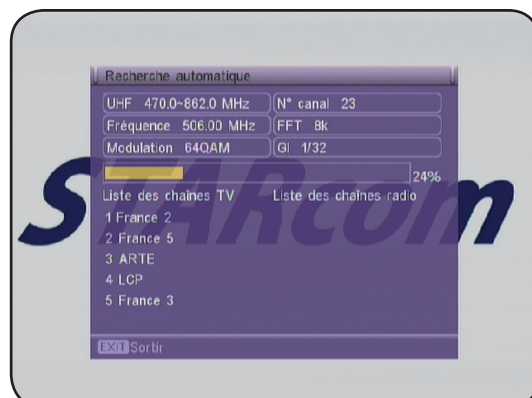 Recherche automatique
UHF 470.0~862.0 MHz N° canal 23
Fréquence 506.00 MHz FFT 8k
Modulation 64QAM GI 1/32
24%
Liste des chaînes TV Liste des chaînes radio
1 France 2
2 France 5
3 ARTE
4 LCP
5 France 3
STARcom
EXIT Sortir